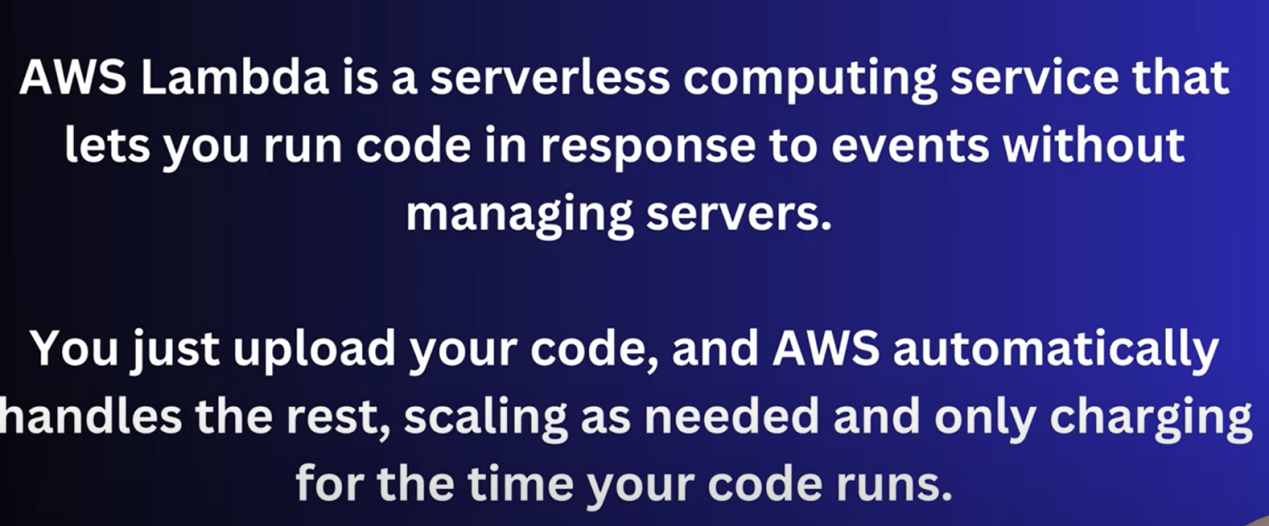 AWS Lambda is a serverless computing service that
lets you run code in response to events without
managing servers.
You just upload your code, and AWS automatically
handles the rest, scaling as needed and only charging
for the time your code runs.